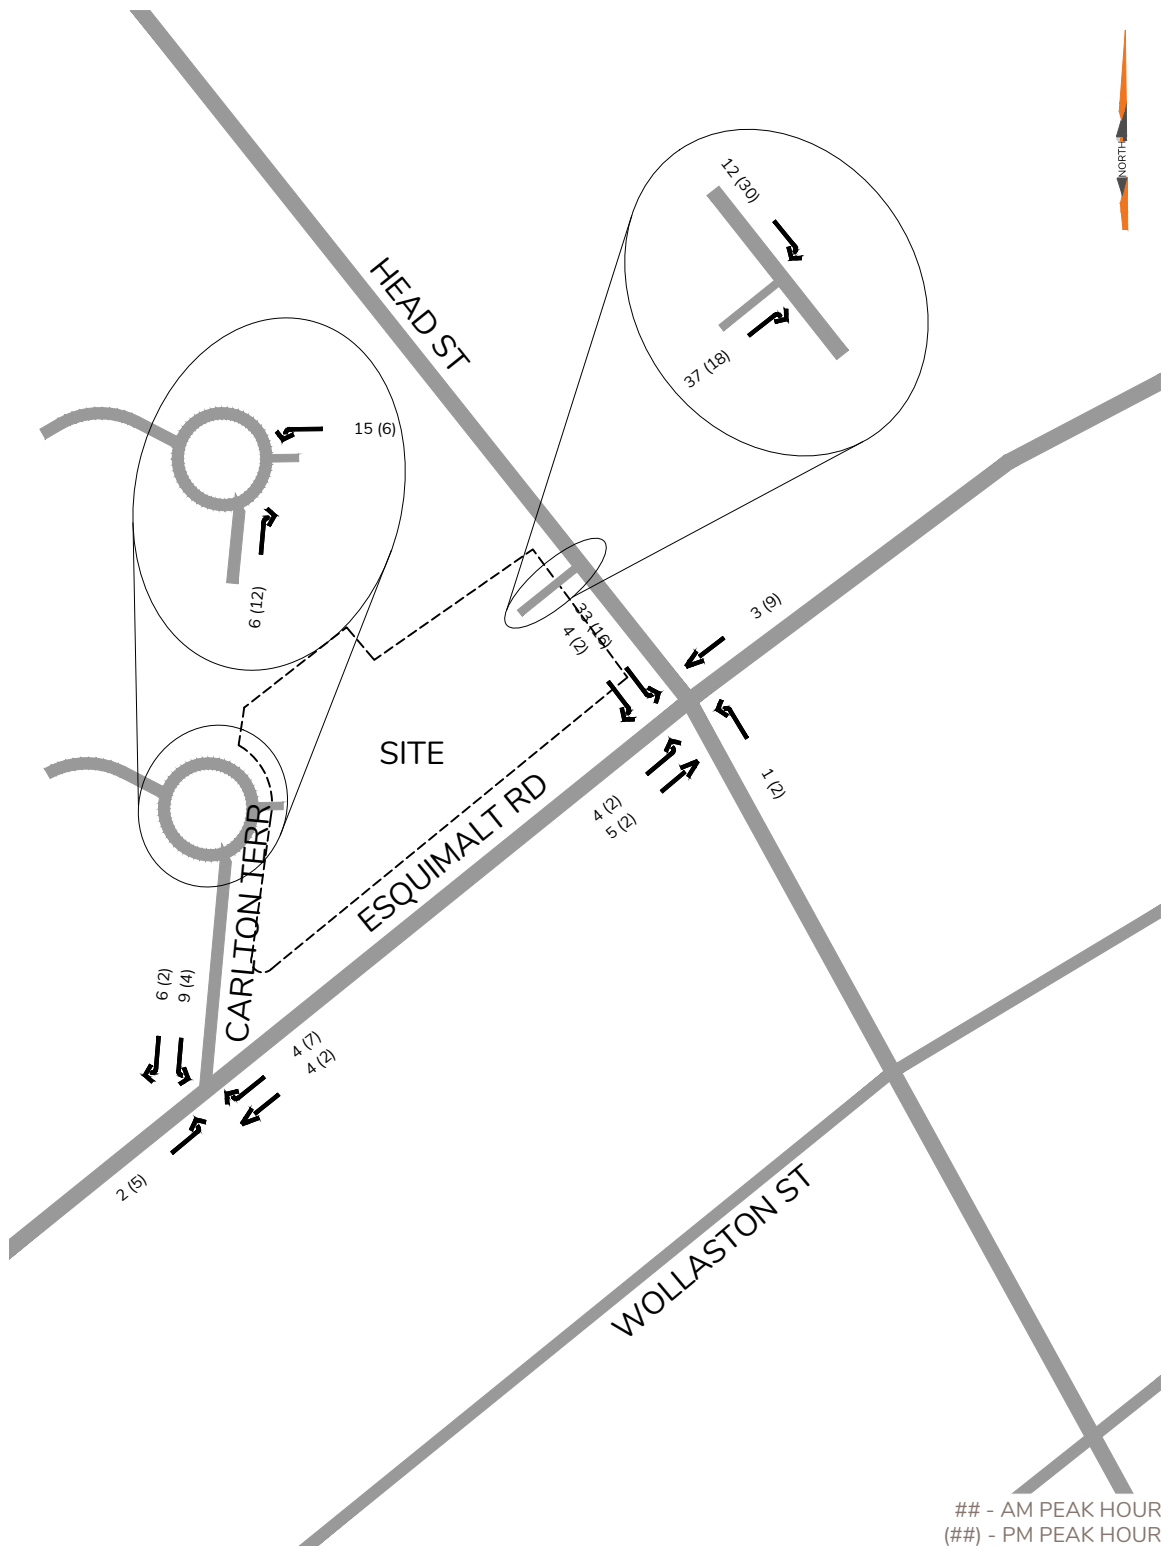 NORTH
12 (30)
HEAD ST
37 (18)
15 (6)
6 (12)
3 (9)
33 (16)
4 (2)
SITE
1 (2)
4 (2)
5 (2)
ESQUIMALT RD
CARLTON TERR
6 (2)
9 (4)
4 (7)
4 (2)
2 (5)
WOLLASTON ST
## - AM PEAK HOUR
(##) - PM PEAK HOUR